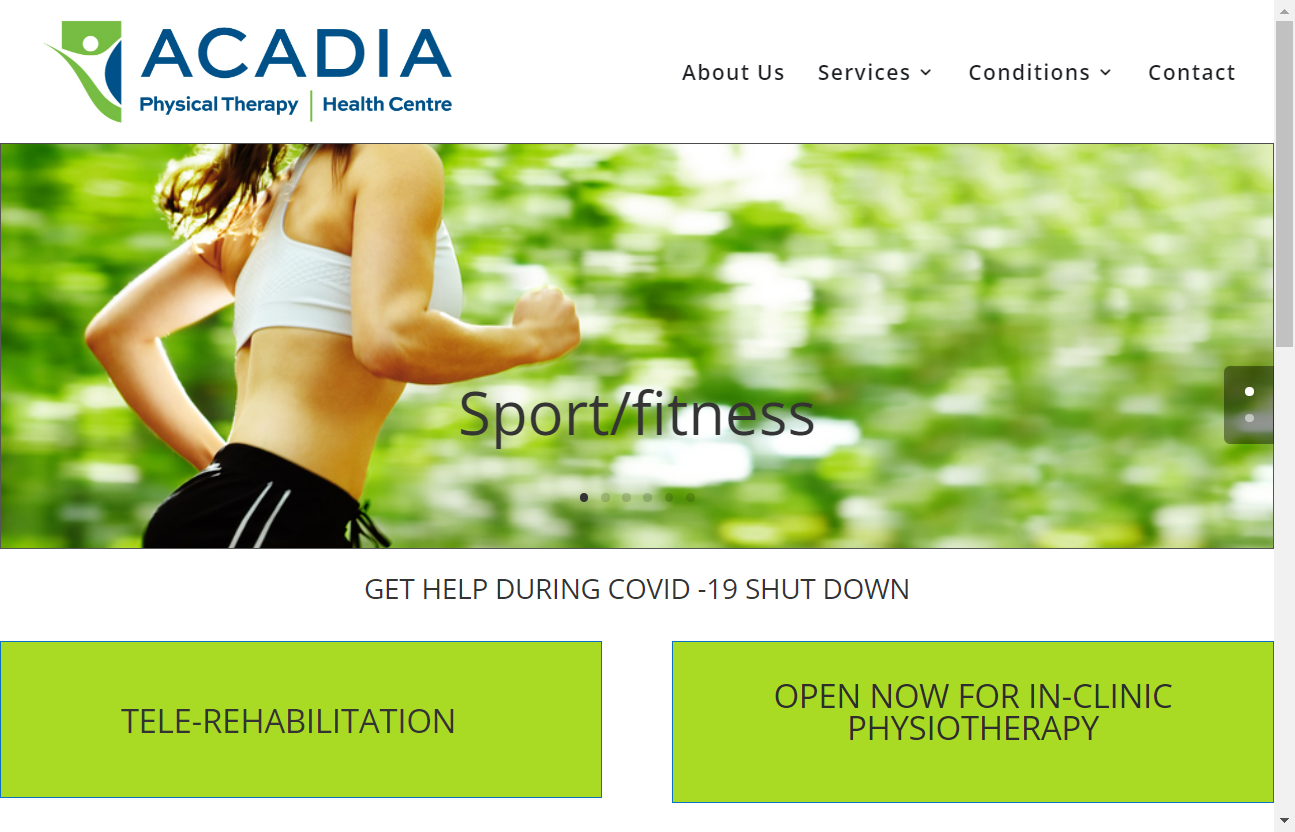 ACADIA
Physical Therapy | Health Centre
About Us
Services
Conditions
Contact
Sport/fitness
GET HELP DURING COVID -19 SHUT DOWN
TELE-REHABILITATION
OPEN NOW FOR IN-CLINIC
PHYSIOTHERAPY